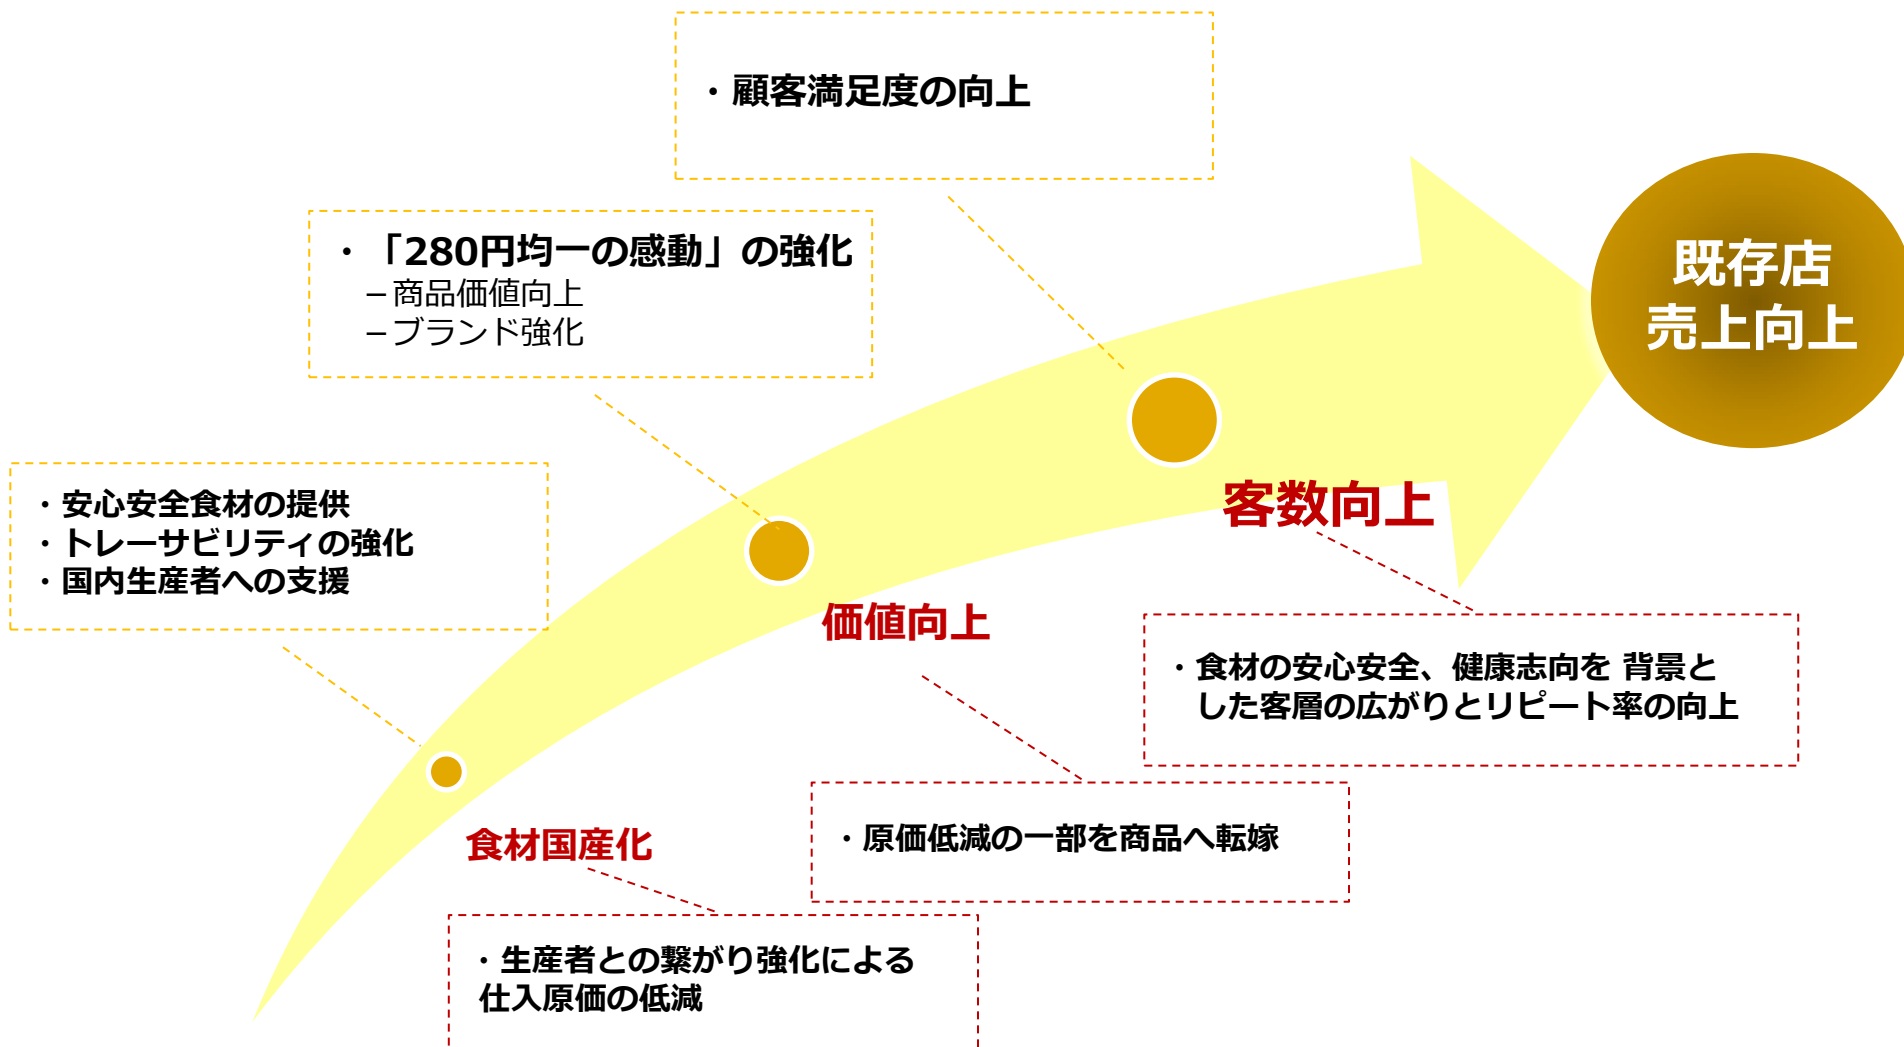 ・顧客満足度の向上
・「280円均一の感動」の強化
－商品価値向上
－ブランド強化
既存店
売上向上
・安心安全食材の提供
・トレーサビリティの強化
・国内生産者への支援
客数向上
価値向上
・食材の安心安全、健康志向を 背景と
した客層の広がりとリピート率の向上
食材国産化
・原価低減の一部を商品へ転嫁
・生産者との繋がり強化による
仕入原価の低減